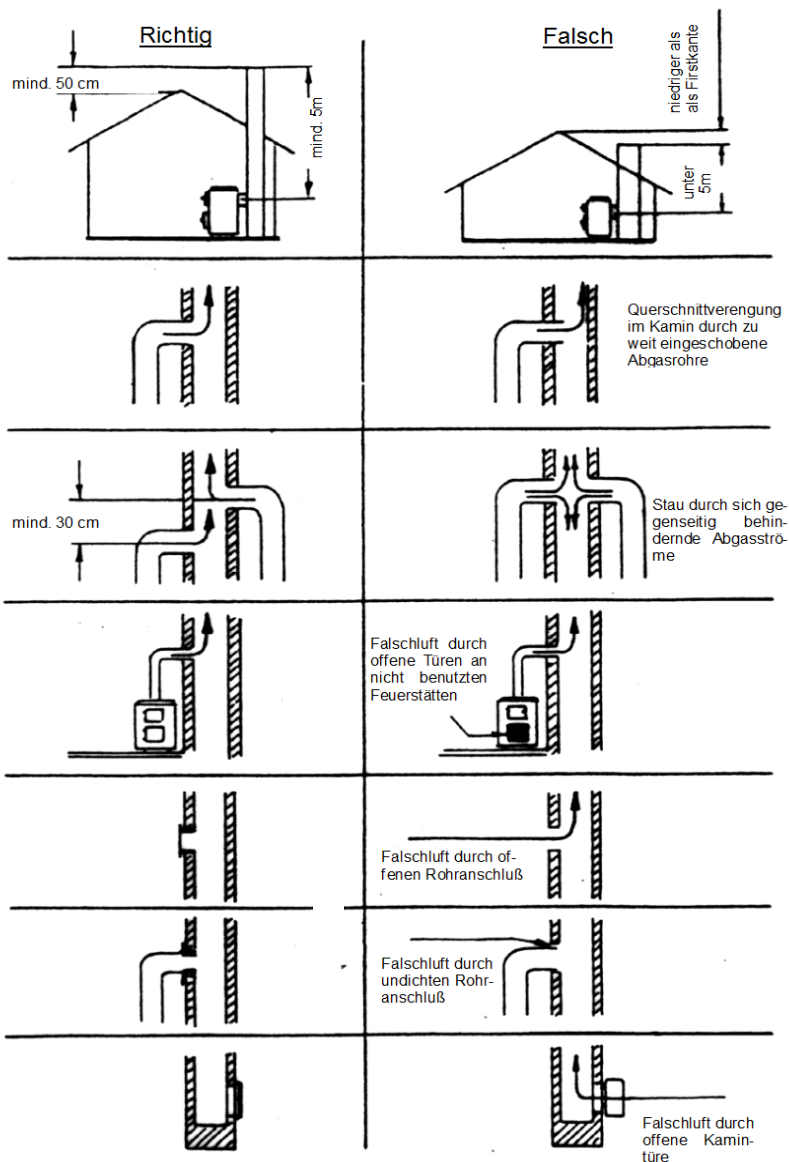 Richtig
Falsch
mind. 50 cm
mind. 5m
niedriger als
als Firstkante
unter
5m
Querschnittverengung
im Kamin durch zu
weit eingeschobene
Abgasrohre
mind. 30 cm
Stau durch sich ge-
genseitig behin-
dernde Abgasströ-
me
Falschluft durch
offene Türen an
nicht benutzten
Feuerstätten
Falschluft durch of-
fenen Rohranschluß
Falschluft durch
undichten Rohr-
anschluß
Falschluft durch
offene Kamin-
türe